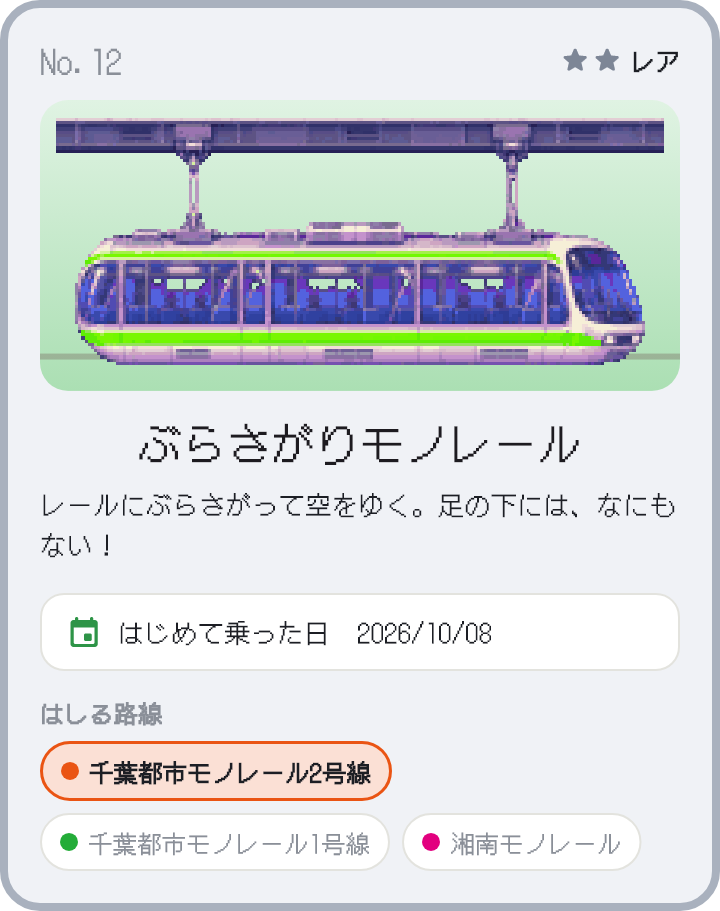 No. 12
★★ レア
ぶらさがりモノレール
レールにぶらさがって空をゆく。足の下には、なにも
ない！
はじめて乗った日　2026/10/08
はしる路線
千葉都市モノレール2号線
千葉都市モノレール1号線
湘南モノレール